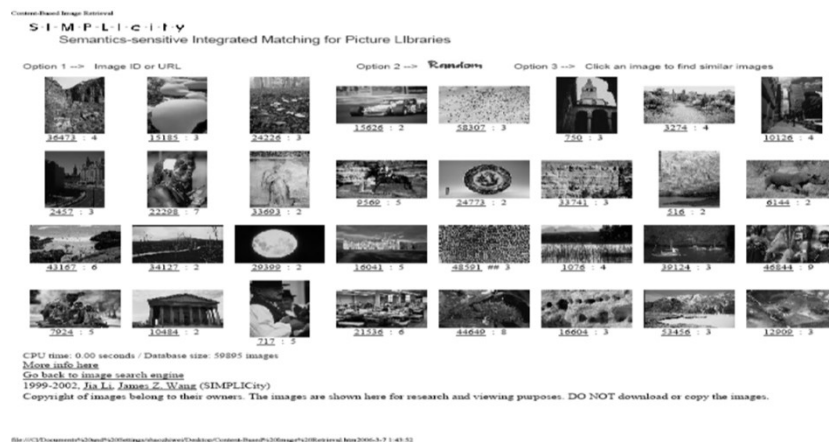 Content-Based Image Retrieval
S·I·M·P·L·I·c·i·t·y
Semantics-sensitive Integrated Matching for Picture LIbraries
Option 1 --> Image ID or URL Option 2 --> Random Option 3 --> Click an image to find similar images
36473 : 4 15185 : 3 24226 : 3 15626 : 2 58307 : 3 750 : 3 3274 : 4 10126 : 4
2457 : 3 22298 : 7 33693 : 2 9569 : 5 24773 : 2 33741 : 3 516 : 2 6144 : 2
43167 : 6 34127 : 2 29399 : 2 16041 : 5 48591 ## 3 1076 : 4 39124 : 3 46844 : 9
7924 : 5 10484 : 2 717 : 5 21536 : 6 44649 : 8 16604 : 3 53456 : 3 12909 : 3
CPU time: 0.00 seconds / Database size: 59895 images
More info here
Go back to image search engine
1999-2002, Jia Li, James Z. Wang (SIMPLICity)
Copyright of images belong to their owners. The images are shown here for research and viewing purposes. DO NOT download or copy the images.